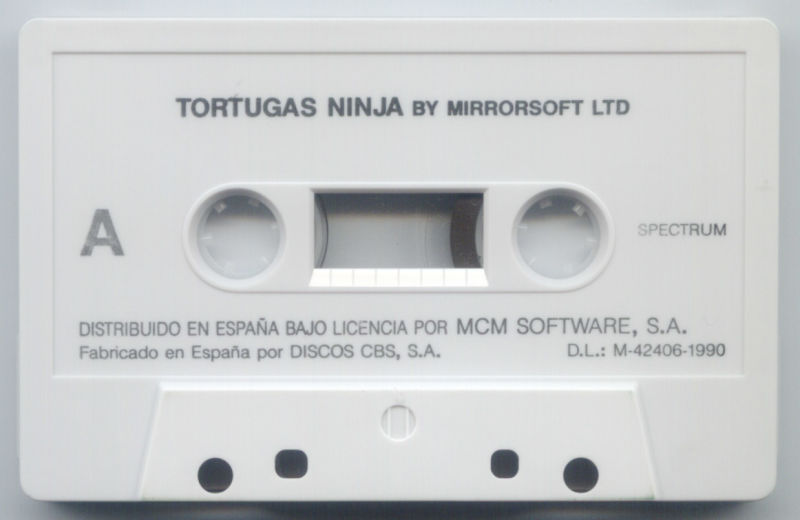 TORTUGAS NINJA BY MIRRORSOFT LTD
A
SPECTRUM
DISTRIBUIDO EN ESPAÑA BAJO LICENCIA POR MCM SOFTWARE, S.A.
Fabricado en España por DISCOS CBS, S.A. D.L.: M-42406-1990